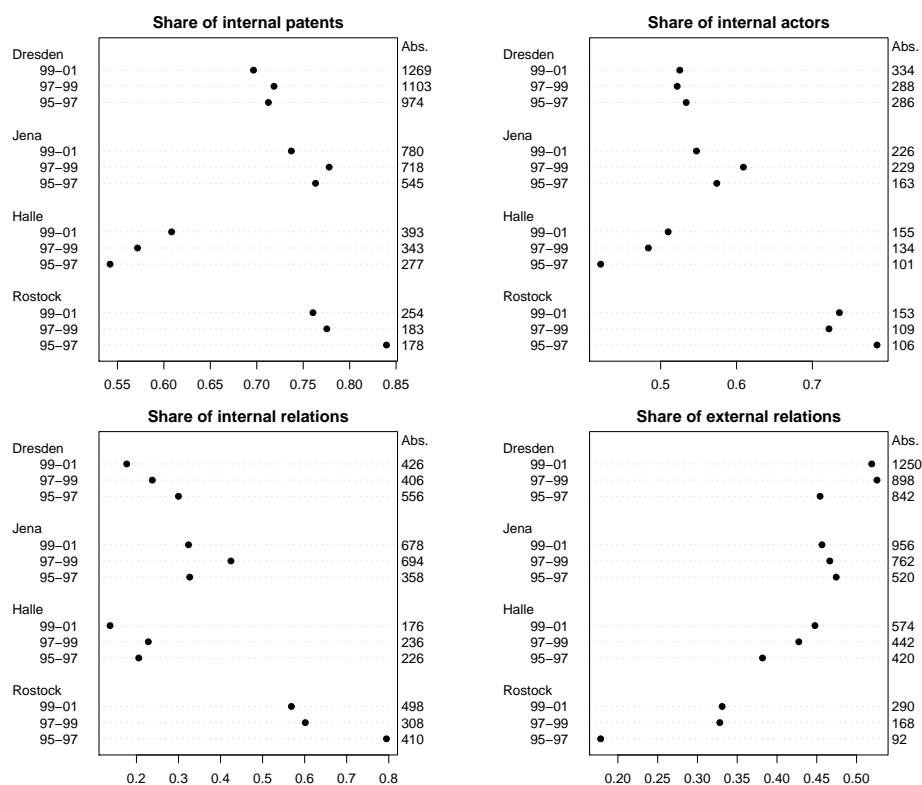 Share of internal patents
Abs.
Dresden
99–01 1269
97–99 1103
95–97 974
Jena
99–01 780
97–99 718
95–97 545
Halle
99–01 393
97–99 343
95–97 277
Rostock
99–01 254
97–99 183
95–97 178
0.55 0.60 0.65 0.70 0.75 0.80 0.85
Share of internal actors
Abs.
Dresden
99–01 334
97–99 288
95–97 286
Jena
99–01 226
97–99 229
95–97 163
Halle
99–01 155
97–99 134
95–97 101
Rostock
99–01 153
97–99 109
95–97 106
0.5 0.6 0.7
Share of internal relations
Abs.
Dresden
99–01 426
97–99 406
95–97 556
Jena
99–01 678
97–99 694
95–97 358
Halle
99–01 176
97–99 236
95–97 226
Rostock
99–01 498
97–99 308
95–97 410
0.2 0.3 0.4 0.5 0.6 0.7 0.8
Share of external relations
Abs.
Dresden
99–01 1250
97–99 898
95–97 842
Jena
99–01 956
97–99 762
95–97 520
Halle
99–01 574
97–99 442
95–97 420
Rostock
99–01 290
97–99 168
95–97 92
0.20 0.25 0.30 0.35 0.40 0.45 0.50